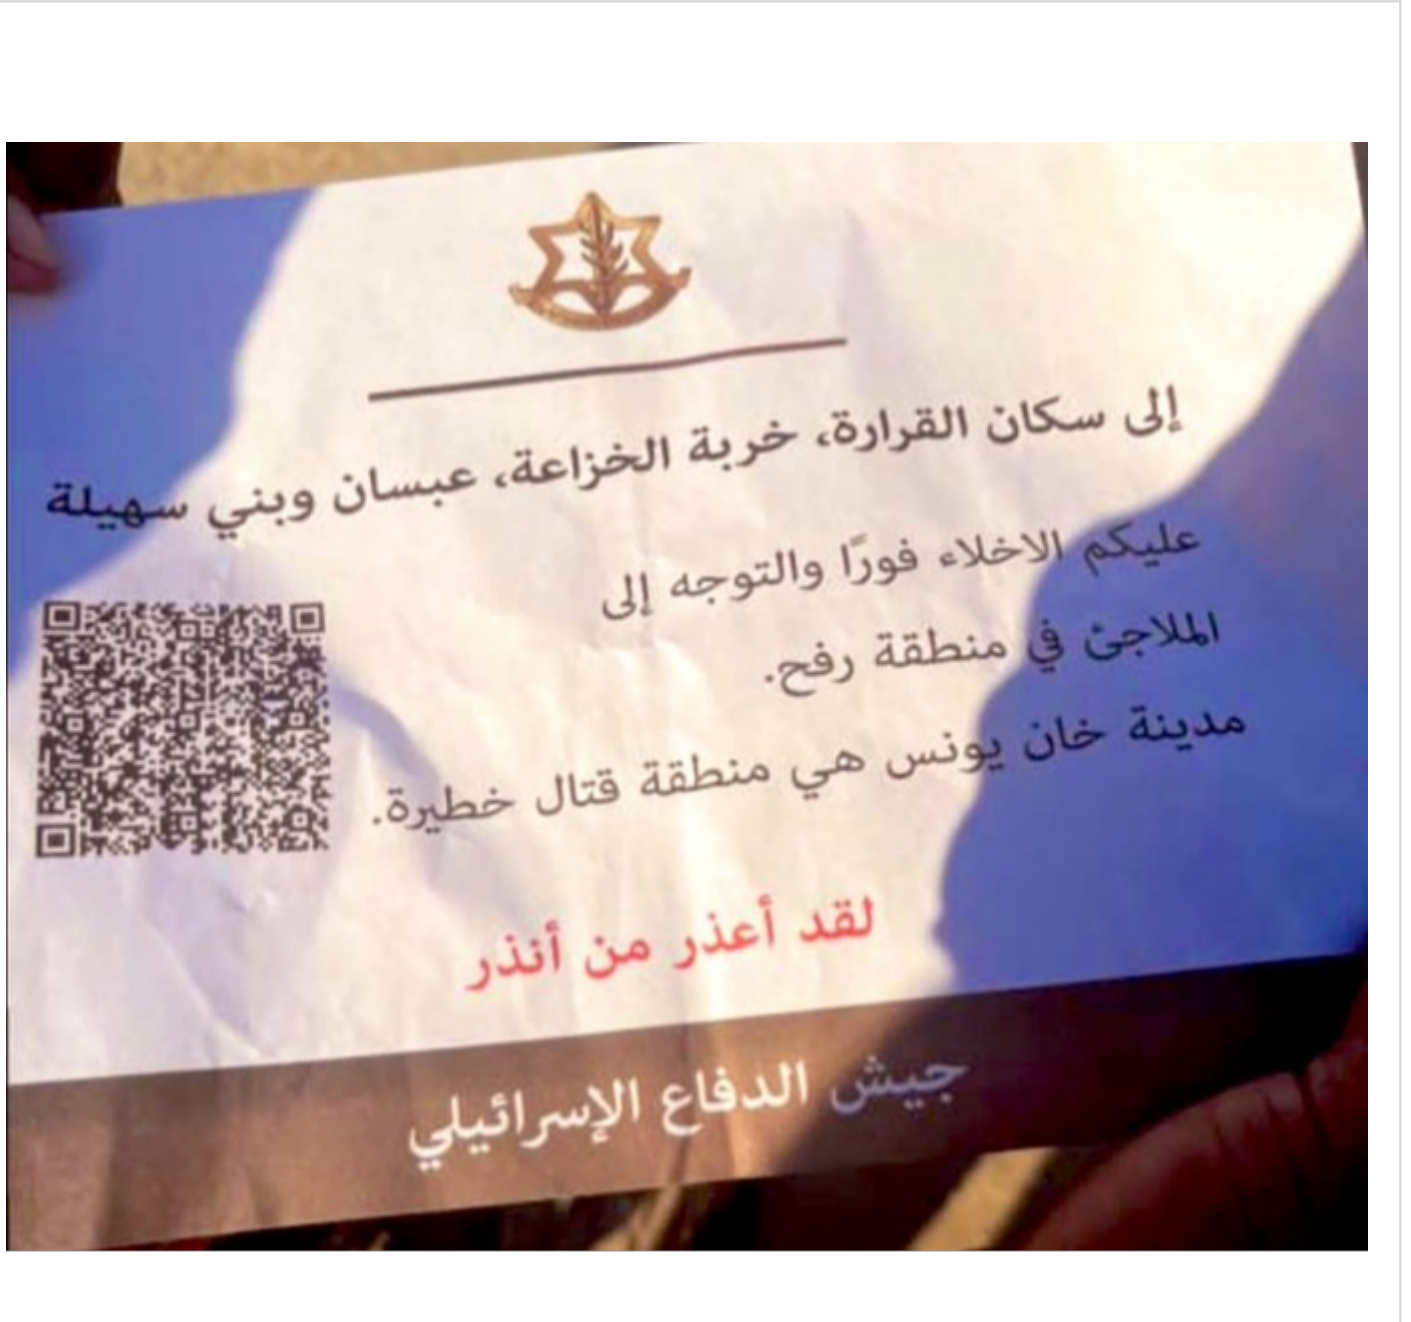 إلى سكان القرارة، خربة الخزاعة، عبسان وبني سهيلة
عليكم الاخلاء فورًا والتوجه إلى
الملاجئ في منطقة رفح.
مدينة خان يونس هي منطقة قتال خطيرة.
لقد أعذر من أنذر
جيش الدفاع الإسرائيلي